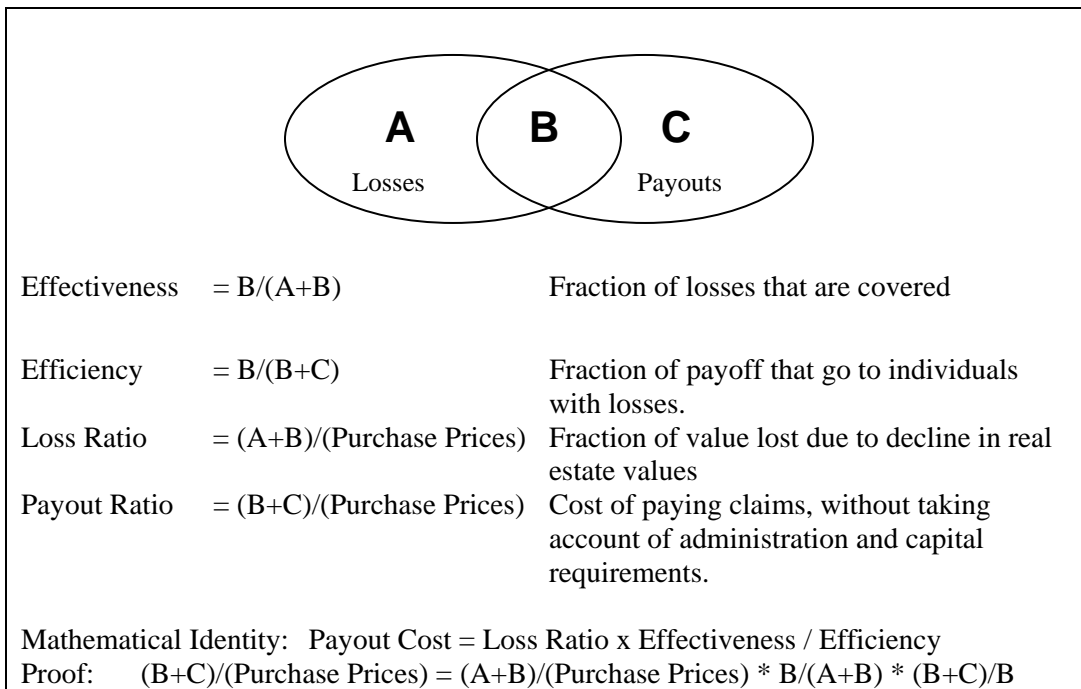 A B C
Losses Payouts
Effectiveness = B/(A+B) Fraction of losses that are covered
Efficiency = B/(B+C) Fraction of payoff that go to individuals
with losses.
Loss Ratio = (A+B)/(Purchase Prices) Fraction of value lost due to decline in real
estate values
Payout Ratio = (B+C)/(Purchase Prices) Cost of paying claims, without taking
account of administration and capital
requirements.
Mathematical Identity: Payout Cost = Loss Ratio x Effectiveness / Efficiency
Proof: (B+C)/(Purchase Prices) = (A+B)/(Purchase Prices) * B/(A+B) * (B+C)/B